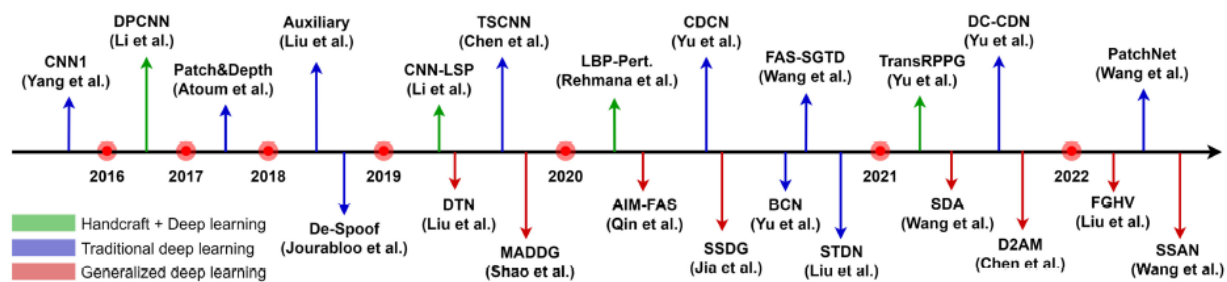 CNN1
(Yang et al.)
DPCNN
(Li et al.)
Patch&Depth
(Atoum et al.)
Auxiliary
(Liu et al.)
CNN-LSP
(Li et al.)
TSCNN
(Chen et al.)
LBP-Pert.
(Rehmana et al.)
CDCN
(Yu et al.)
FAS-SGTD
(Wang et al.)
TransRPPG
(Yu et al.)
DC-CDN
(Yu et al.)
PatchNet
(Wang et al.)
2016
2017
2018
2019
2020
2021
2022
De-Spoof
(Jourabloo et al.)
DTN
(Liu et al.)
MADDG
(Shao et al.)
AIM-FAS
(Qin et al.)
SSDG
(Jia et al.)
BCN
(Yu et al.)
STDN
(Liu et al.)
SDA
(Wang et al.)
D2AM
(Chen et al.)
FGHV
(Liu et al.)
SSAN
(Wang et al.)
Handcraft + Deep learning
Traditional deep learning
Generalized deep learning